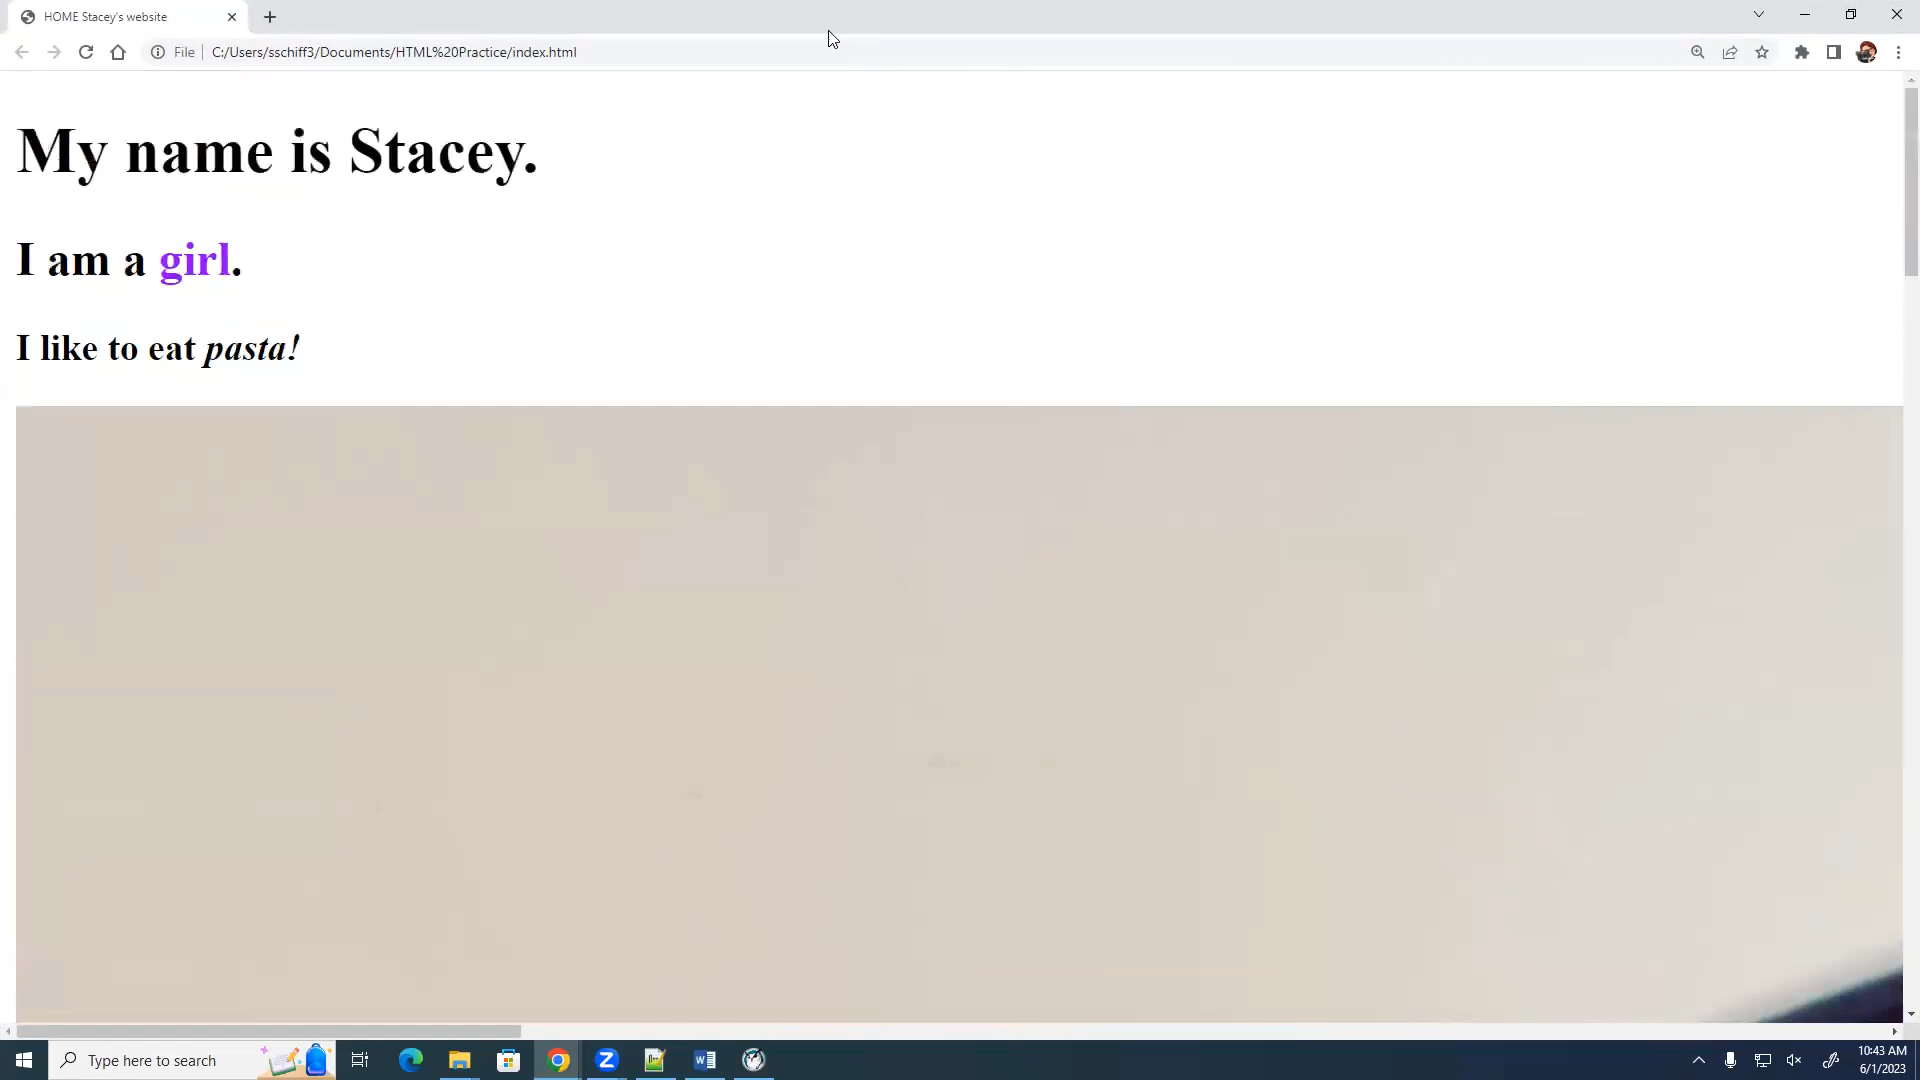 HOME Stacey's website
File C:/Users/sschiff3/Documents/HTML%20Practice/index.html
My name is Stacey.
I am a girl.
I like to eat pasta!
Type here to search
10:43 AM
6/1/2023